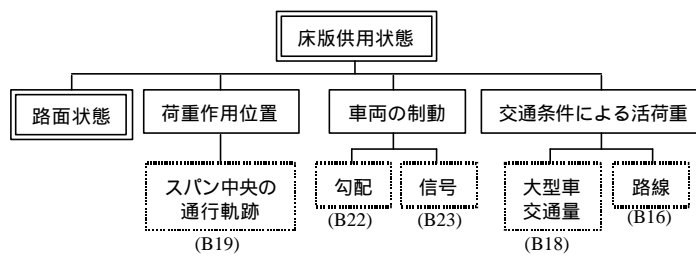 床版供用状態
路面状態
荷重作用位置
車両の制動
交通条件による活荷重
スパン中央の
通行軌跡
(B19)
勾配
(B22)
信号
(B23)
大型車
交通量
(B18)
路線
(B16)